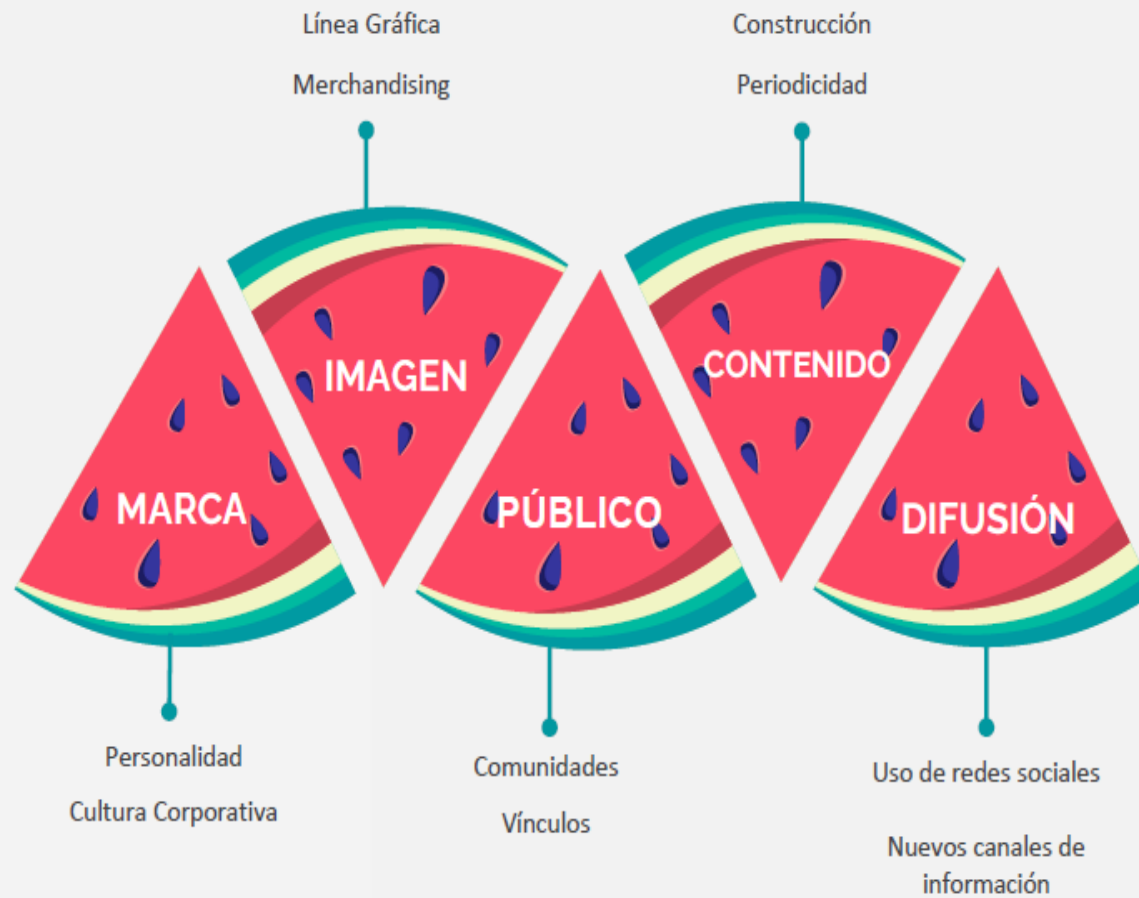 Línea Gráfica
Merchandising
Construcción
Periodicidad
IMAGEN
CONTENIDO
MARCA
PÚBLICO
DIFUSIÓN
Personalidad
Cultura Corporativa
Comunidades
Vínculos
Uso de redes sociales
Nuevos canales de
información